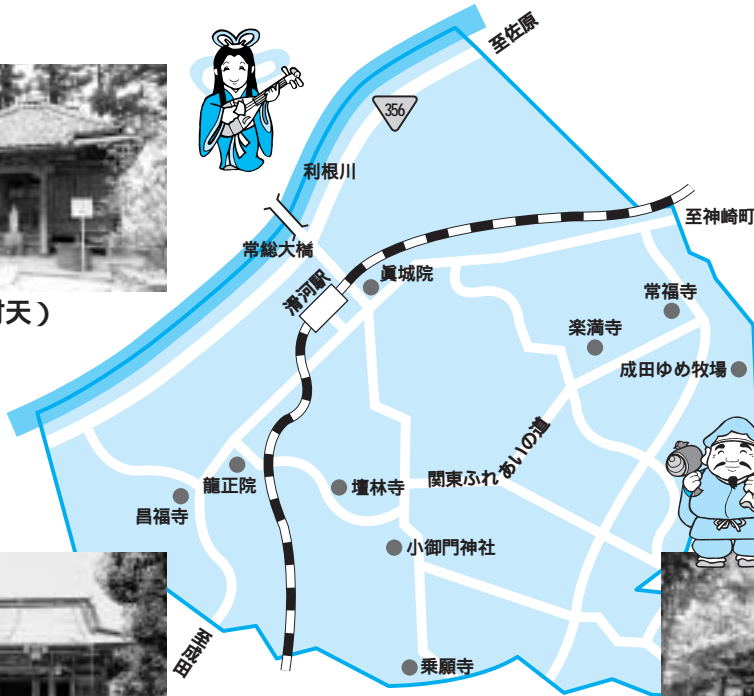 至佐原
356
利根川
至神崎町
常総大橋
眞城院
滑河駅
常福寺
弁天）
楽満寺
成田ゆめ牧場
関東ふれあいの道
龍正院
壇林寺
昌福寺
小御門神社
至成田
乗願寺